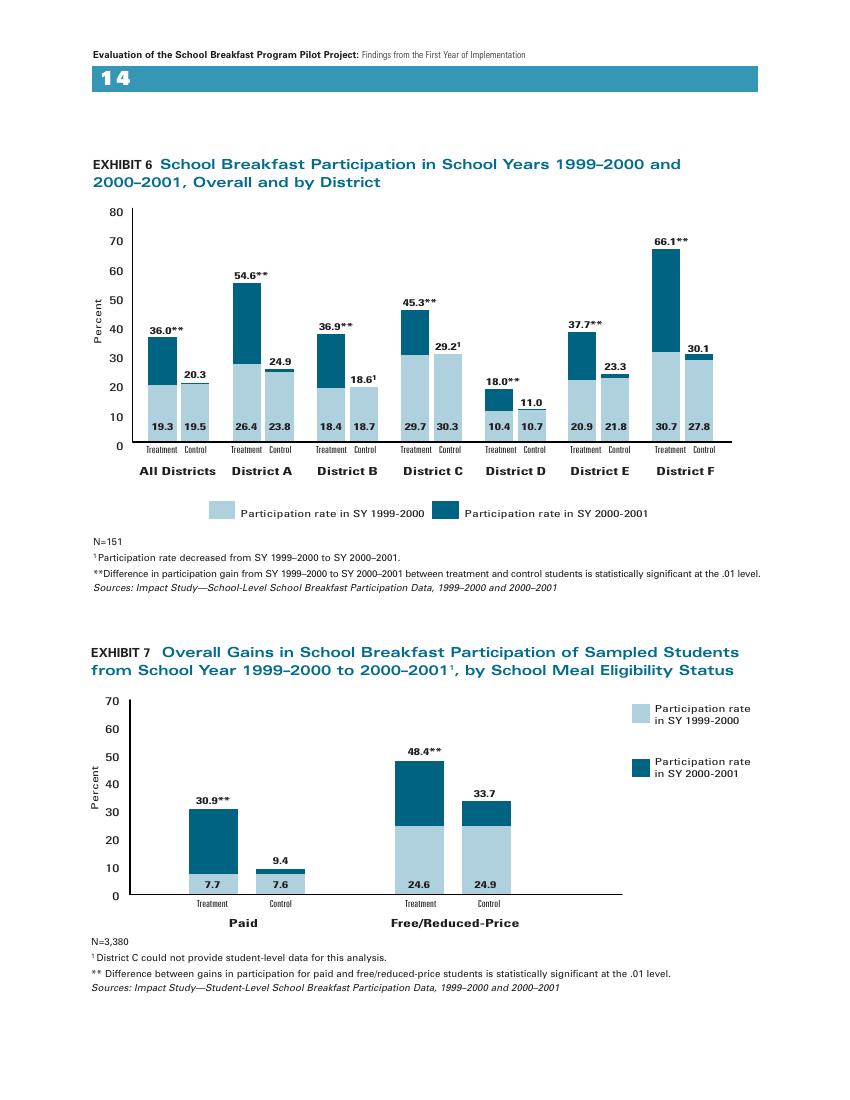 Evaluation of the School Breakfast Program Pilot Project: Findings from the First Year of Implementation
14
EXHIBIT 6 School Breakfast Participation in School Years 1999–2000 and
2000–2001, Overall and by District
80
70
60
50
40
30
20
10
0
Percent
36.0**
20.3
54.6**
24.9
36.9**
18.6¹
45.3**
29.2¹
18.0**
11.0
37.7**
23.3
66.1**
30.1
19.3 19.5 26.4 23.8 18.4 18.7 29.7 30.3 10.4 10.7 20.9 21.8 30.7 27.8
Treatment Control Treatment Control Treatment Control Treatment Control Treatment Control Treatment Control Treatment Control
All Districts District A District B District C District D District E District F
Participation rate in SY 1999-2000 Participation rate in SY 2000-2001
N=151
¹Participation rate decreased from SY 1999–2000 to SY 2000–2001.
**Difference in participation gain from SY 1999–2000 to SY 2000–2001 between treatment and control students is statistically significant at the .01 level.
Sources: Impact Study—School-Level School Breakfast Participation Data, 1999–2000 and 2000–2001
EXHIBIT 7 Overall Gains in School Breakfast Participation of Sampled Students
from School Year 1999–2000 to 2000–2001¹, by School Meal Eligibility Status
70
60
50
40
30
20
10
0
Percent
30.9**
9.4
48.4**
33.7
7.7 7.6 24.6 24.9
Treatment Control Treatment Control
Paid Free/Reduced-Price
Participation rate
in SY 1999-2000
Participation rate
in SY 2000-2001
N=3,380
¹ District C could not provide student-level data for this analysis.
** Difference between gains in participation for paid and free/reduced-price students is statistically significant at the .01 level.
Sources: Impact Study—Student-Level School Breakfast Participation Data, 1999–2000 and 2000–2001